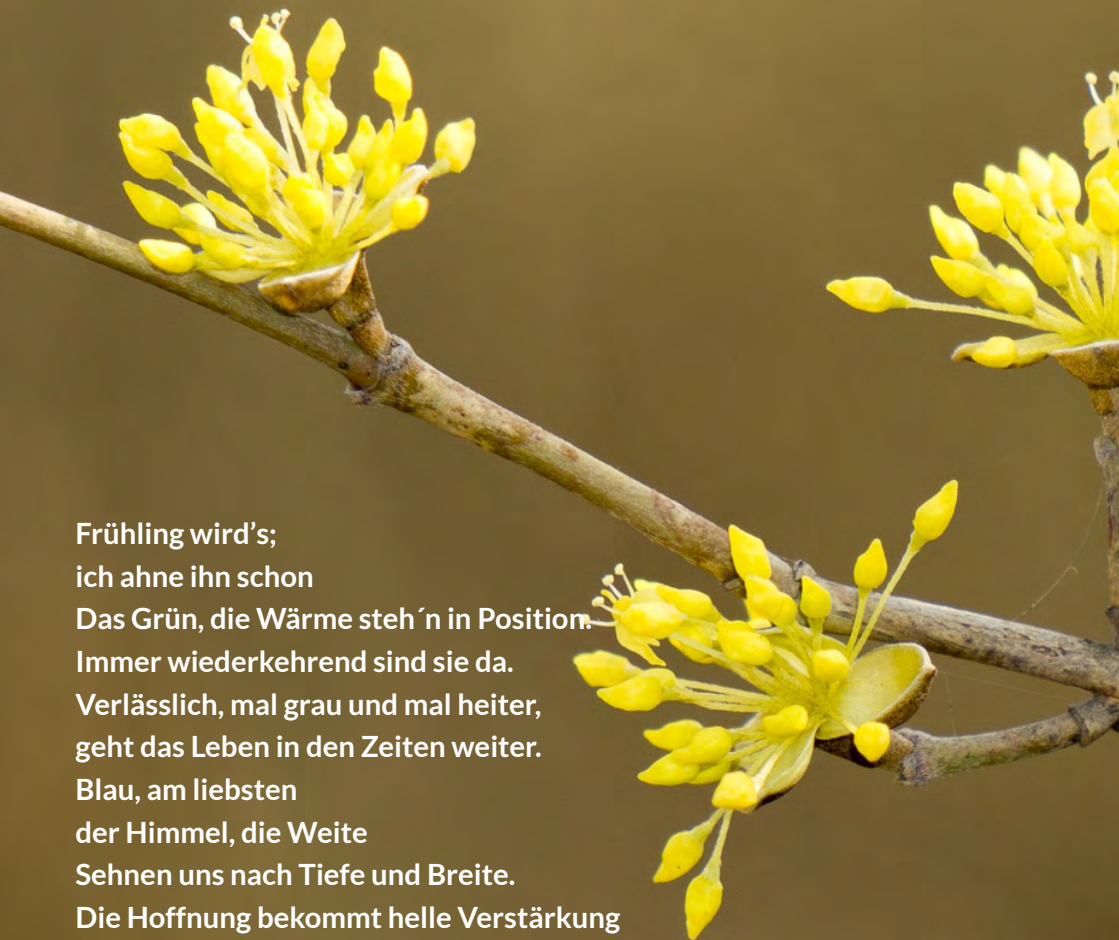 Frühling wird’s;
ich ahne ihn schon
Das Grün, die Wärme steh´n in Position.
Immer wiederkehrend sind sie da.
Verlässlich, mal grau und mal heiter,
geht das Leben in den Zeiten weiter.
Blau, am liebsten
der Himmel, die Weite
Sehnen uns nach Tiefe und Breite.
Die Hoffnung bekommt helle Verstärkung